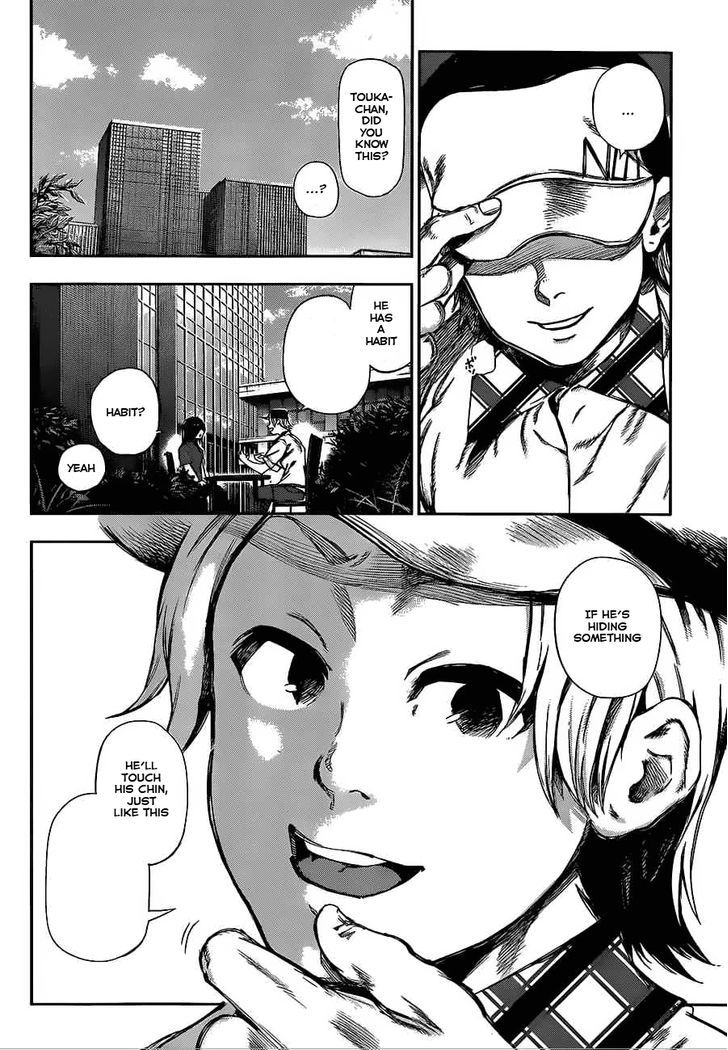 ...
TOUKA-
CHAN,
DID
YOU
KNOW
THIS?
...?
HE
HAS
A
HABIT
HABIT?
YEAH
IF HE'S
HIDING
SOMETHING
HE'LL
TOUCH
HIS CHIN,
JUST
LIKE THIS